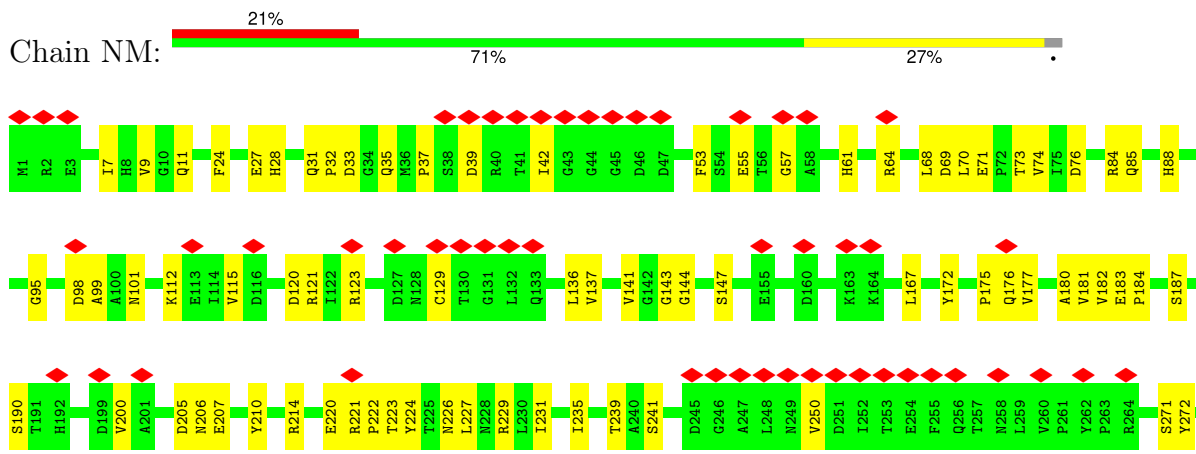 21%
Chain NM:
71% 27% •
M1 R2 E3 I7 H8 V9 G10 Q11 F24 E27 H28 Q31 P32 D33 G34 Q35 M36 P37 S38 D39 R40 T41 I42 G43 G44 G45 D46 D47 F53 S54 E55 T56 G57 A58 H61 R64 L68 D69 L70 E71 P72 T73 V74 I75 D76 R84 Q85 H88
G95 D98 A99 A100 N101 K112 E113 I114 V115 D116 D120 R121 I122 R123 D127 N128 C129 T130 G131 L132 Q133 L136 V137 V141 G142 G143 G144 S147 E155 D160 K163 K164 L167 Y172 P175 Q176 V177 A180 V181 V182 E183 P184 S187
S190 T191 H192 D199 V200 A201 D205 N206 E207 Y210 R214 E220 R221 P222 T223 Y224 T225 N226 L227 N228 R229 L230 I231 I235 T239 A240 S241 D245 G246 A247 L248 N249 V250 D251 I252 T253 E254 F255 Q256 T257 N258 L259 V260 P261 Y262 P263 R264 S271 Y272